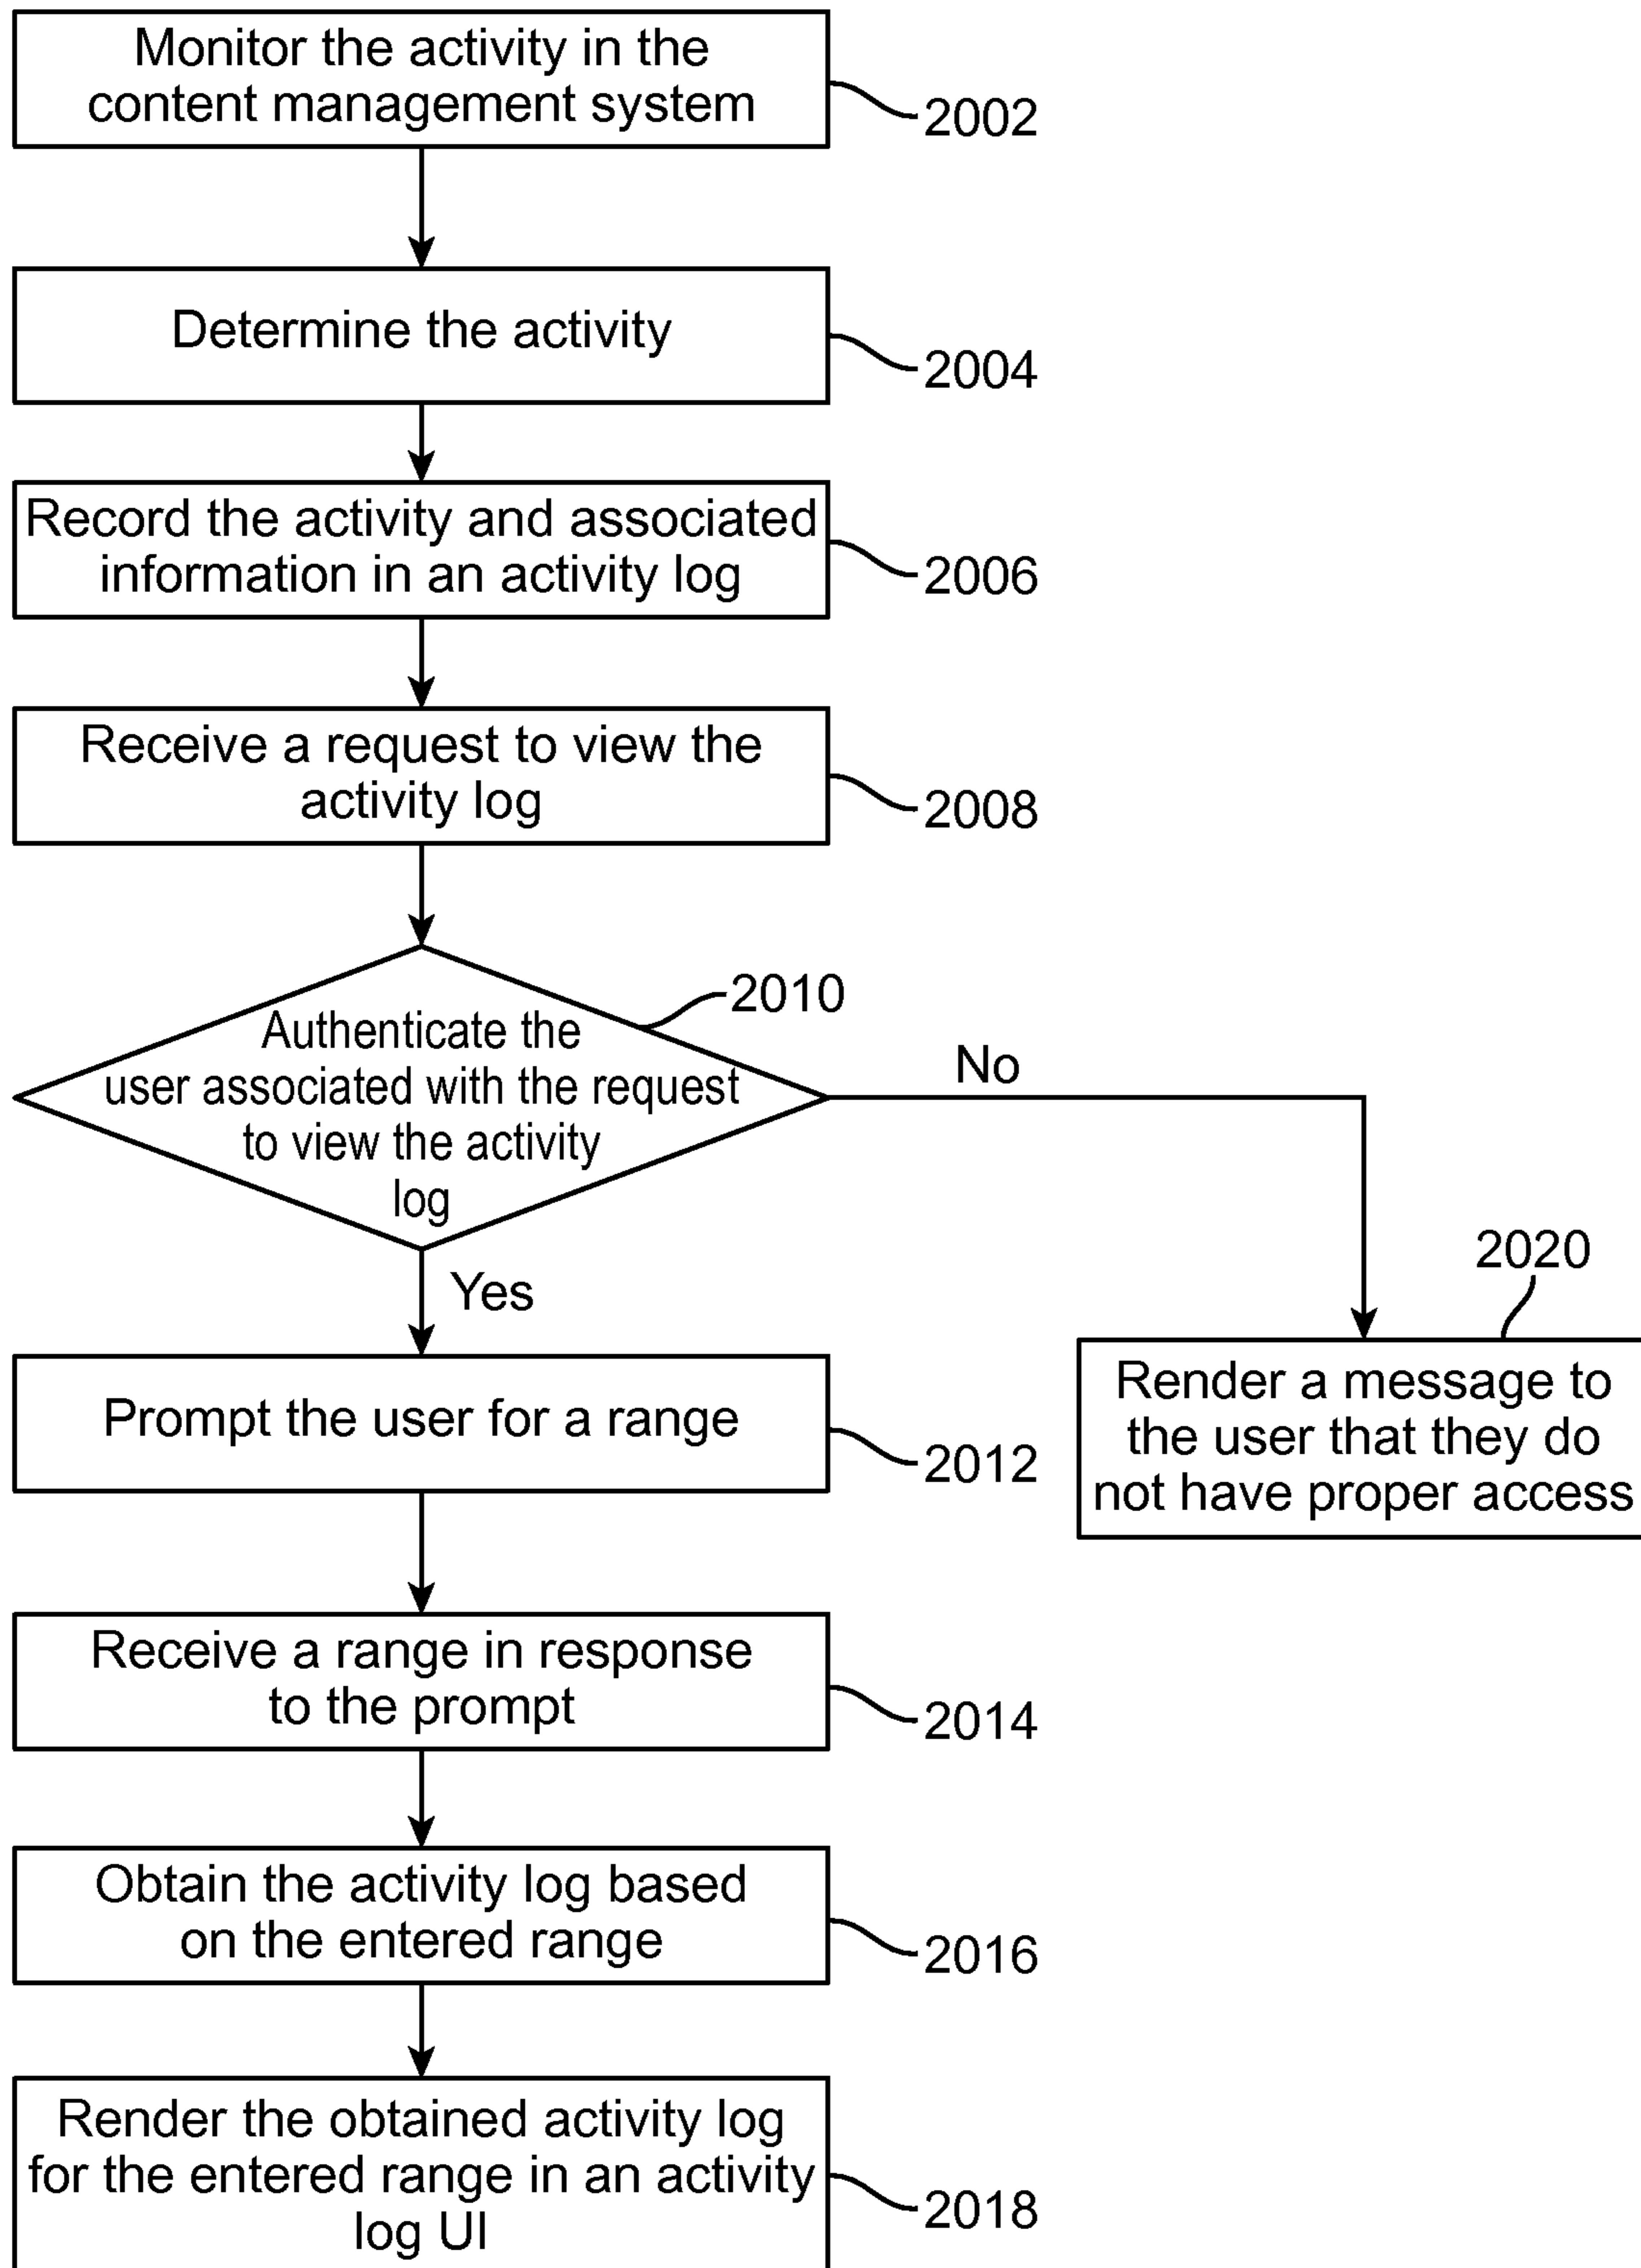 Monitor the activity in the
content management system
2002
Determine the activity
2004
Record the activity and associated
information in an activity log
2006
Receive a request to view the
activity log
2008
2010
Authenticate the
user associated with the request
to view the activity
log
No
Yes
2020
Render a message to
the user that they do
not have proper access
Prompt the user for a range
2012
Receive a range in response
to the prompt
2014
Obtain the activity log based
on the entered range
2016
Render the obtained activity log
for the entered range in an activity
log UI
2018